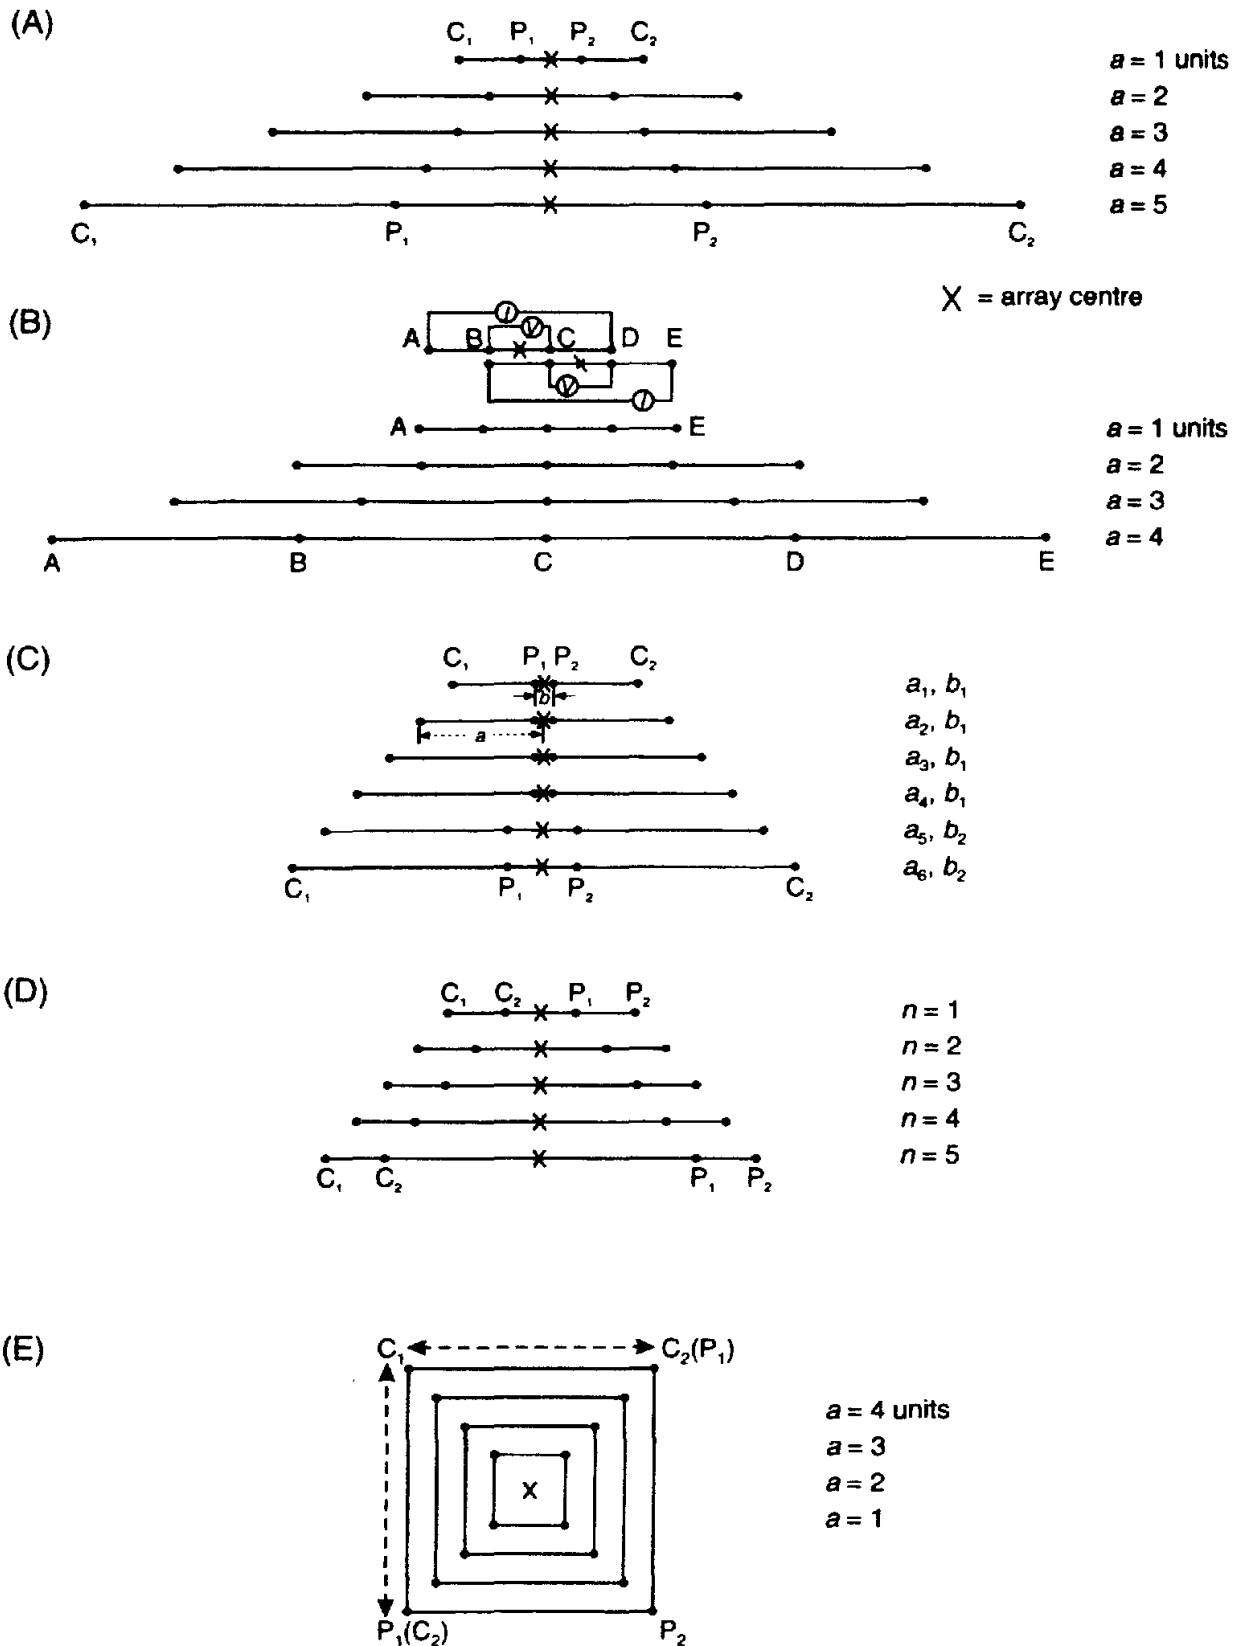 (A)
C₁ P₁ P₂ C₂
a = 1 units
a = 2
a = 3
a = 4
a = 5
C₁ P₁ P₂ C₂
X = array centre
(B)
I
V
A B C D E
V
I
A E
a = 1 units
a = 2
a = 3
a = 4
A B C D E
(C)
C₁ P₁ P₂ C₂
a₁, b₁
b
a₂, b₁
a
a₃, b₁
a₄, b₁
a₅, b₂
a₆, b₂
C₁ P₁ P₂ C₂
(D)
C₁ C₂ P₁ P₂
n = 1
n = 2
n = 3
n = 4
n = 5
C₁ C₂ P₁ P₂
(E)
C₁ C₂(P₁)
a = 4 units
a = 3
a = 2
a = 1
P₁(C₂) P₂